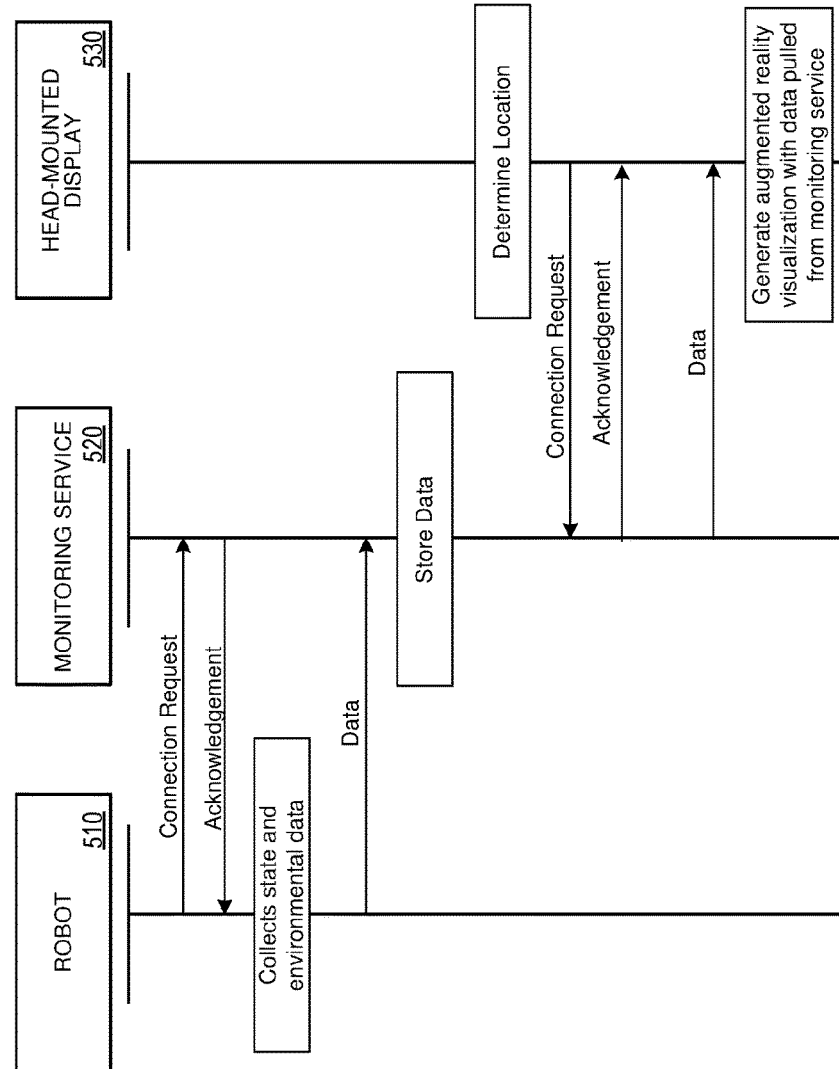 ROBOT
510
MONITORING SERVICE
520
HEAD-MOUNTED
DISPLAY
530
Connection Request
Acknowledgement
Collects state and
environmental data
Data
Store Data
Determine Location
Connection Request
Acknowledgement
Data
Generate augmented reality
visualization with data pulled
from monitoring service